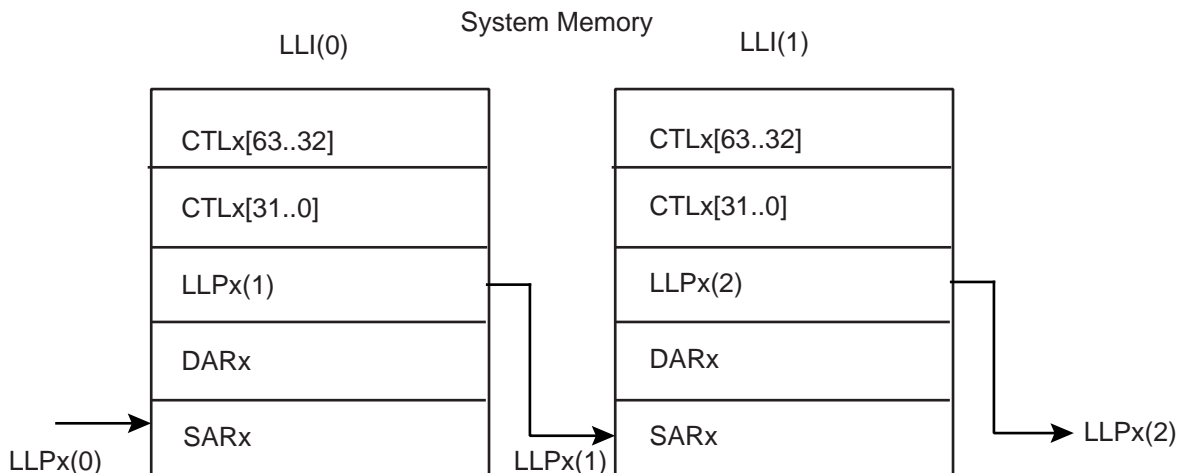 System Memory
LLI(0)
LLI(1)
CTLx[63..32]
CTLx[31..0]
LLPx(1)
DARx
SARx
CTLx[63..32]
CTLx[31..0]
LLPx(2)
DARx
SARx
LLPx(0)
LLPx(1)
LLPx(2)